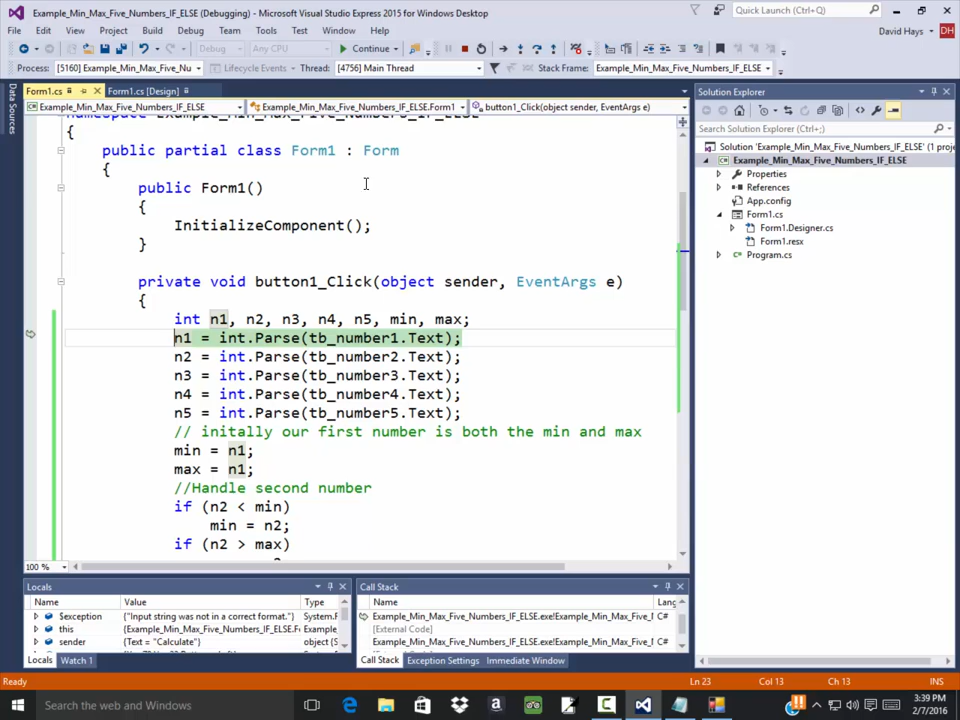 Example_Min_Max_Five_Numbers_IF_ELSE (Debugging) - Microsoft Visual Studio Express 2015 for Windows Desktop
Quick Launch (Ctrl+Q)
File Edit View Project Build Debug Team Tools Test Window Help
David Hays DH
Debug Any CPU Continue
Process: [5160] Example_Min_Max_Five_Nu Lifecycle Events Thread: [4756] Main Thread Stack Frame: Example_Min_Max_Five_Numbers_IF_ELSE
Data Sources
Form1.cs Form1.cs [Design]
Example_Min_Max_Five_Numbers_IF_ELSE Example_Min_Max_Five_Numbers_IF_ELSE.Form1 button1_Click(object sender, EventArgs e)
namespace Example_Min_Max_Five_Numbers_IF_ELSE
{
public partial class Form1 : Form
{
public Form1()
{
InitializeComponent();
}
private void button1_Click(object sender, EventArgs e)
{
int n1, n2, n3, n4, n5, min, max;
n1 = int.Parse(tb_number1.Text);
n2 = int.Parse(tb_number2.Text);
n3 = int.Parse(tb_number3.Text);
n4 = int.Parse(tb_number4.Text);
n5 = int.Parse(tb_number5.Text);
// initally our first number is both the min and max
min = n1;
max = n1;
//Handle second number
if (n2 < min)
min = n2;
if (n2 > max)
100 %
Solution Explorer
Search Solution Explorer (Ctrl+;)
Solution 'Example_Min_Max_Five_Numbers_IF_ELSE' (1 proje
Example_Min_Max_Five_Numbers_IF_ELSE
Properties
References
App.config
Form1.cs
Form1.Designer.cs
Form1.resx
Program.cs
Locals
Name Value Type
$exception {"Input string was not in a correct format."} System.F
this {Example_Min_Max_Five_Numbers_IF_ELSE.Fo Example_
sender {Text = "Calculate"} object {S
Locals Watch 1
Call Stack
Name Lang
Example_Min_Max_Five_Numbers_IF_ELSE.exe!Example_Min_Max_Five_N C#
[External Code]
Example_Min_Max_Five_Numbers_IF_ELSE.exe!Example_Min_Max_Five_N C#
Call Stack Exception Settings Immediate Window
Ready Ln 23 Col 13 Ch 13 INS
Search the web and Windows
3:39 PM
2/7/2016